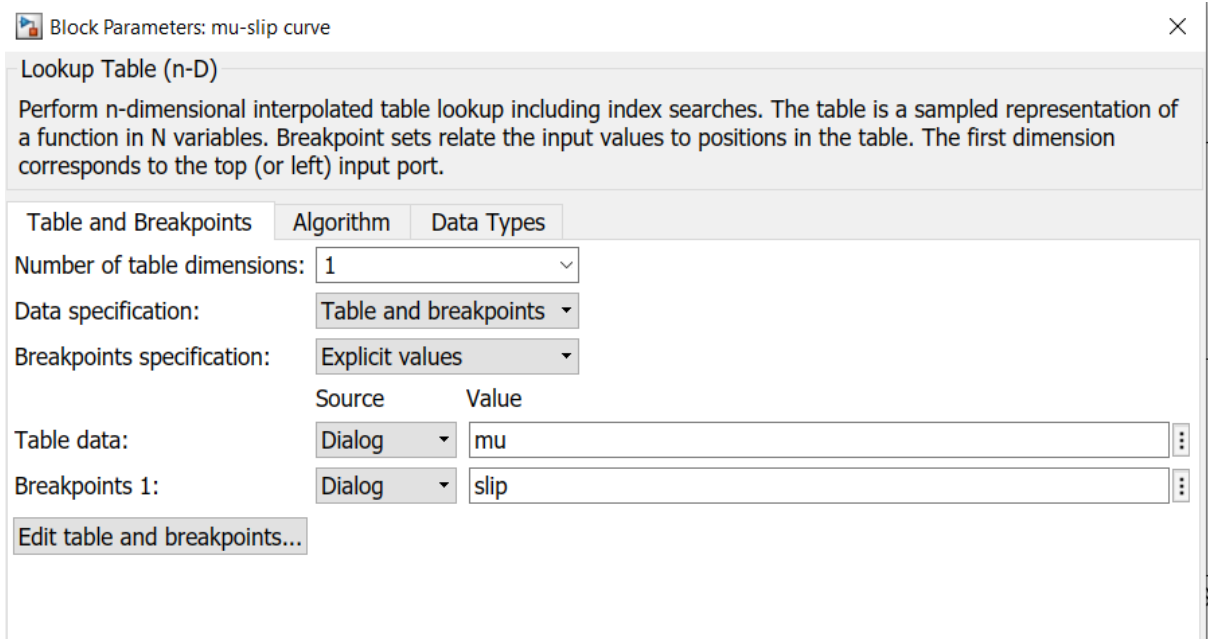 Block Parameters: mu-slip curve
Lookup Table (n-D)
Perform n-dimensional interpolated table lookup including index searches. The table is a sampled representation of
a function in N variables. Breakpoint sets relate the input values to positions in the table. The first dimension
corresponds to the top (or left) input port.
Table and Breakpoints Algorithm Data Types
Number of table dimensions: 1
Data specification: Table and breakpoints
Breakpoints specification: Explicit values
Source Value
Table data: Dialog mu
Breakpoints 1: Dialog slip
Edit table and breakpoints...